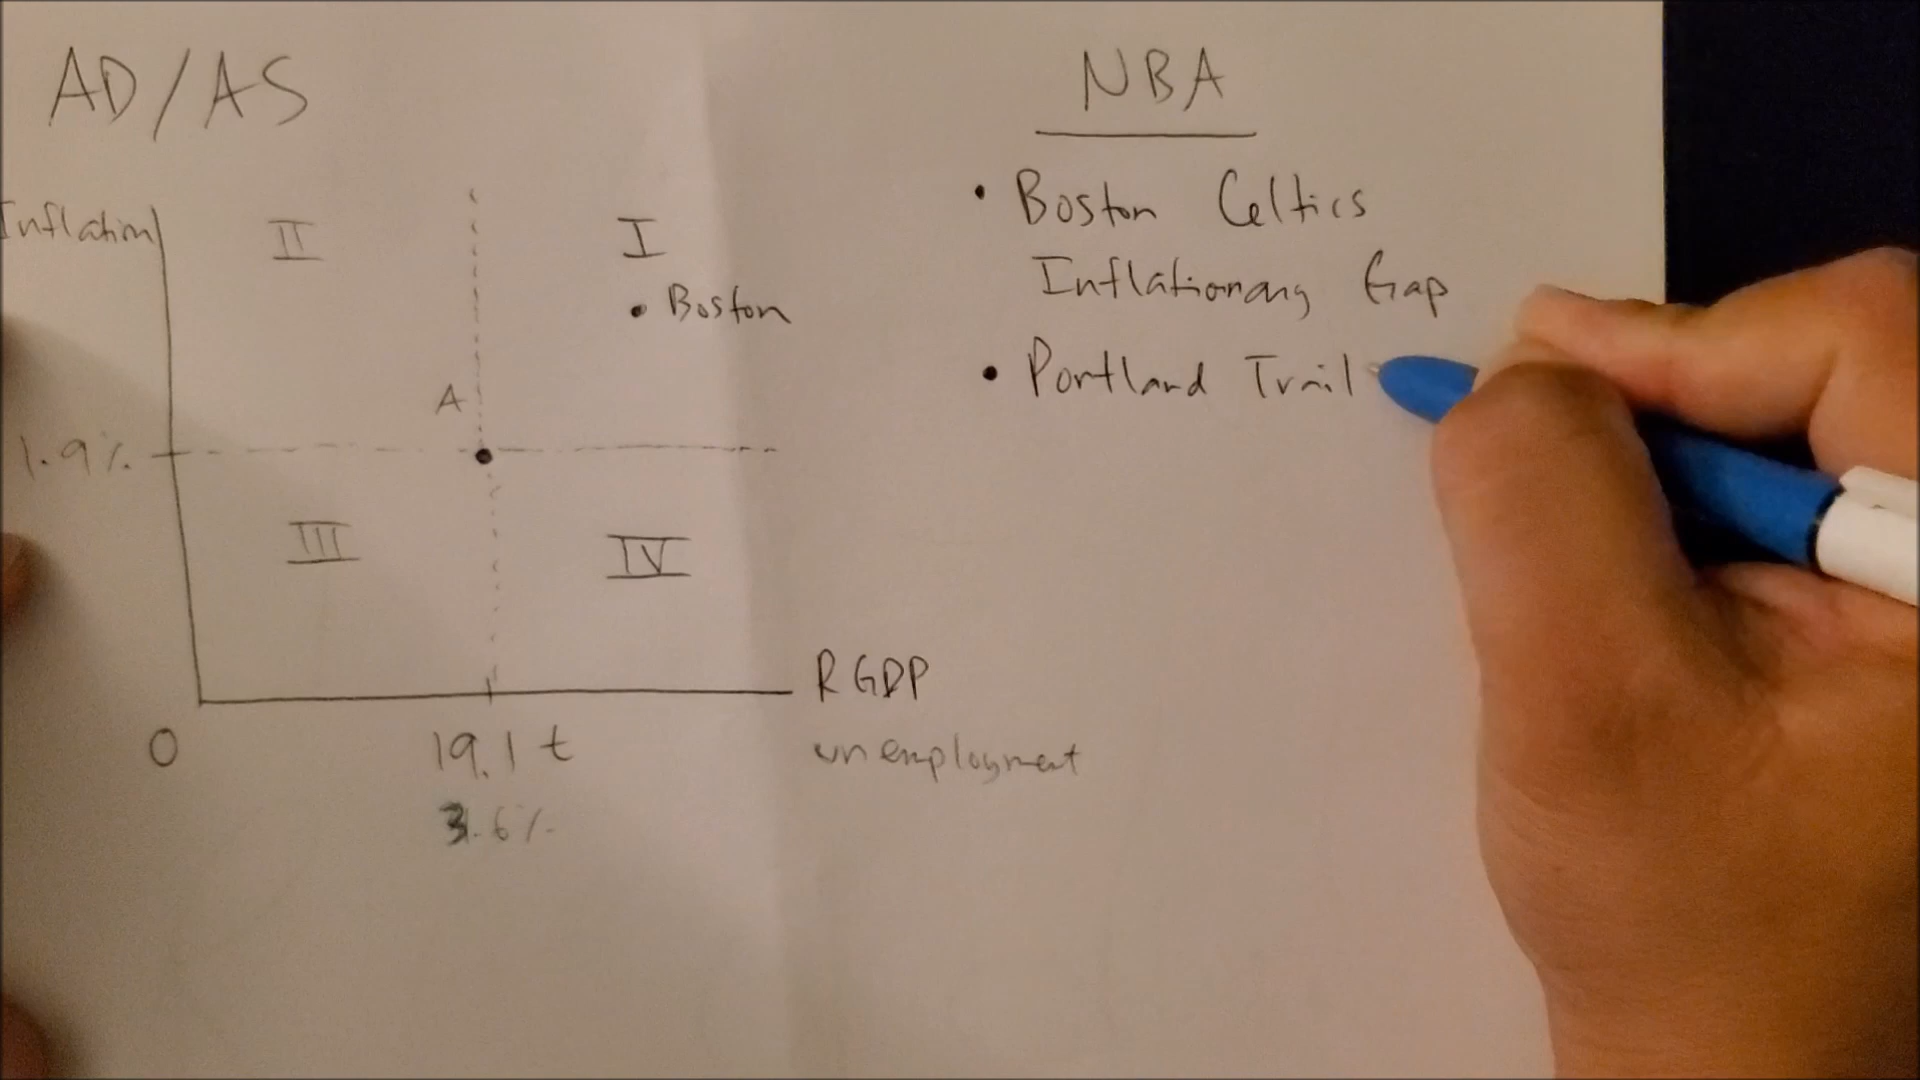 AD/AS
Inflation
II
I
• Boston
A
1.9%
III
IV
RGDP
0
19.1 t
unemployment
3.6%
NBA
• Boston Celtics
Inflationary Gap
• Portland Trail